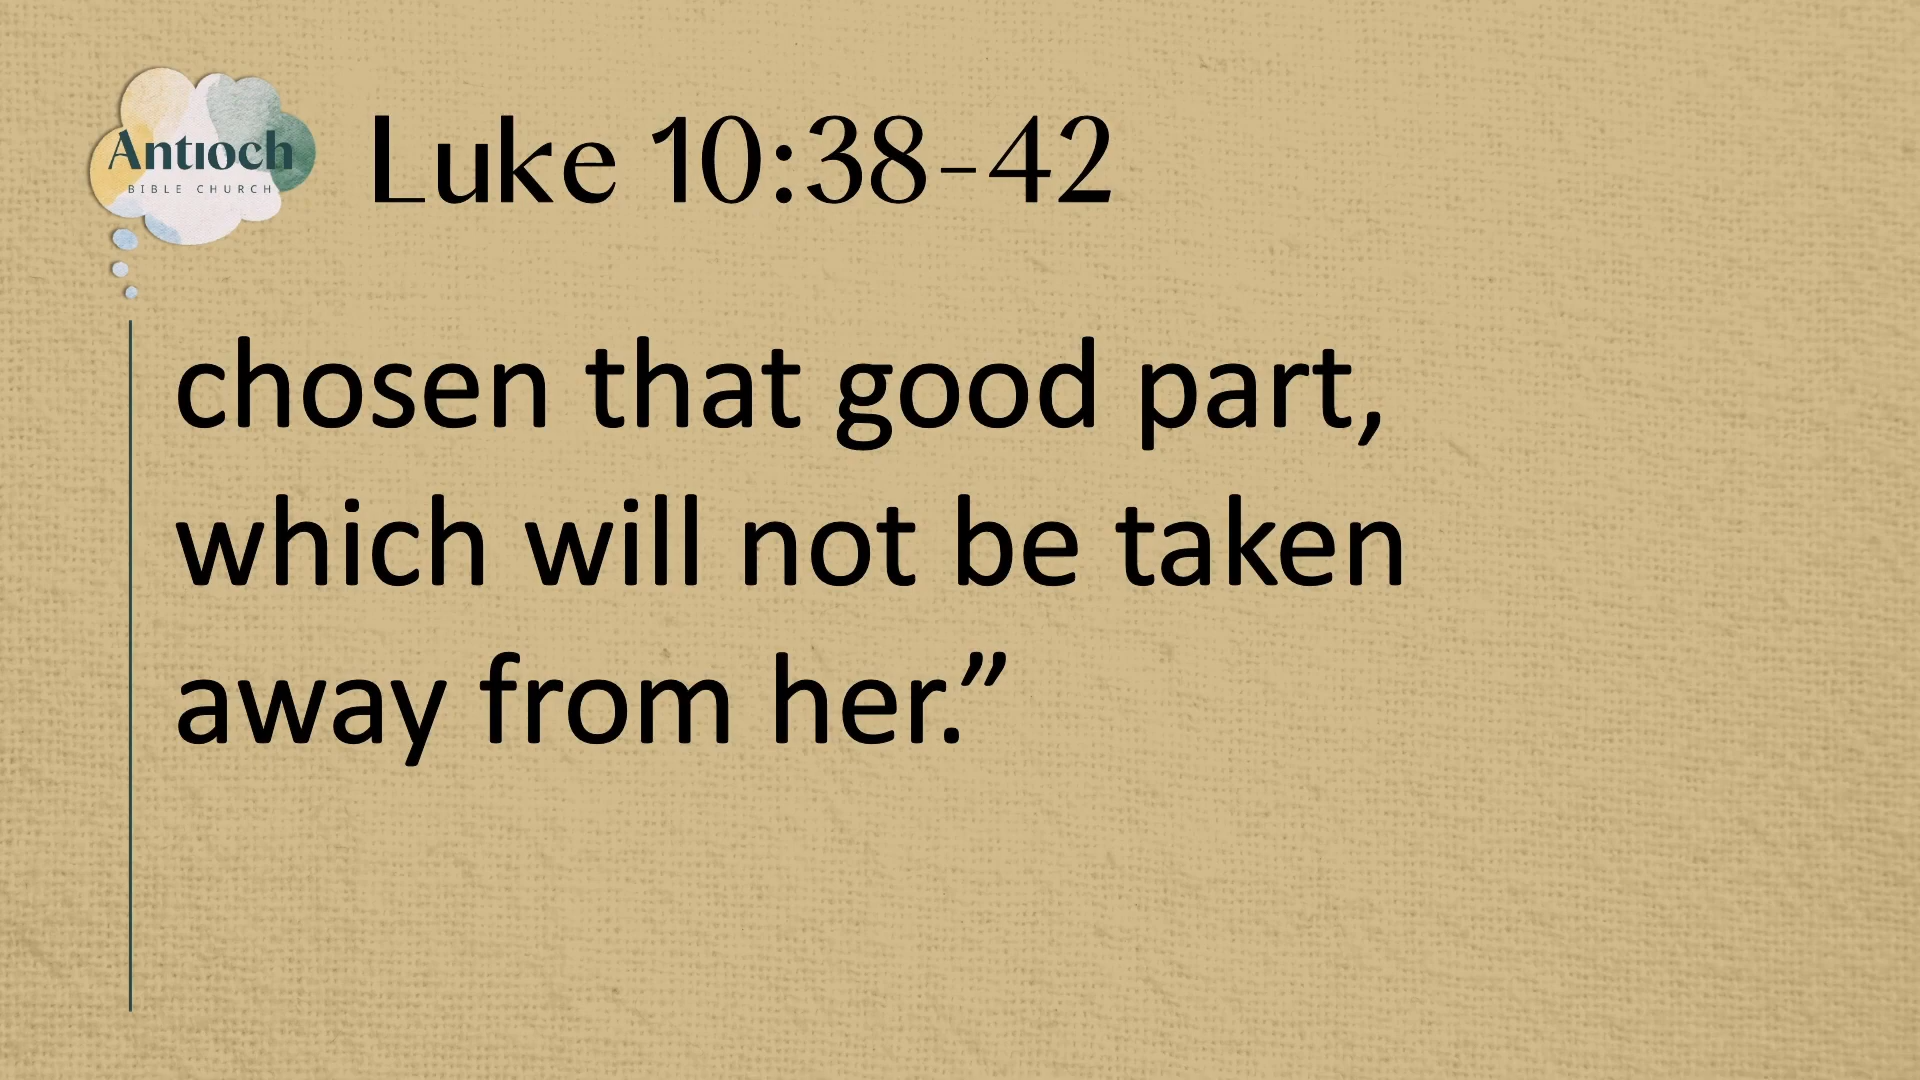 Antioch
BIBLE CHURCH
Luke 10:38-42
chosen that good part,
which will not be taken
away from her.”